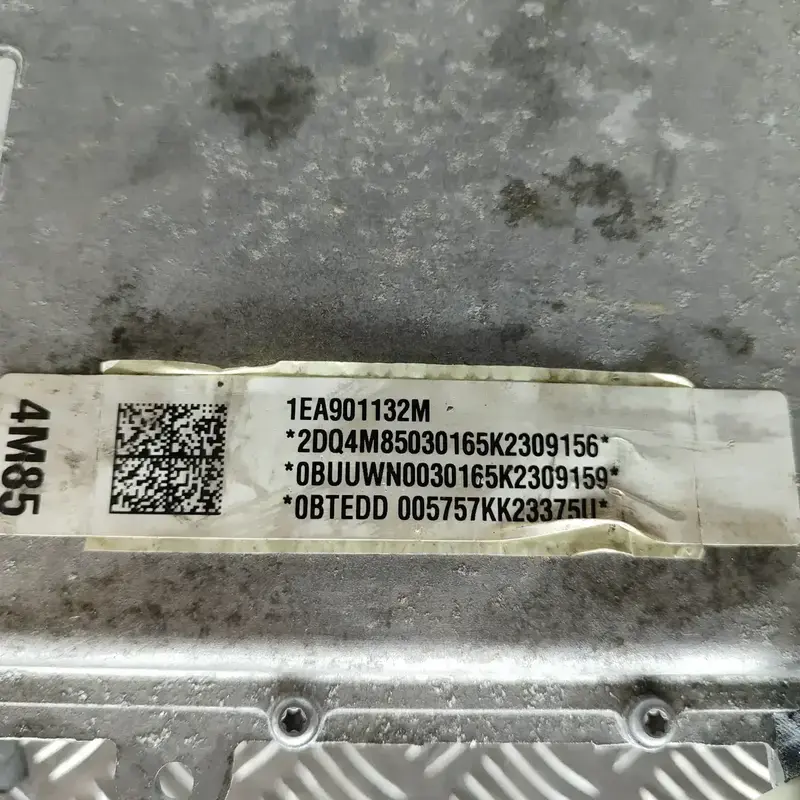 4M85
1EA901132M
*2DQ4M85030165K2309156*
*0BUUWN0030165K2309159*
*0BTEDD 005757KK23375U*